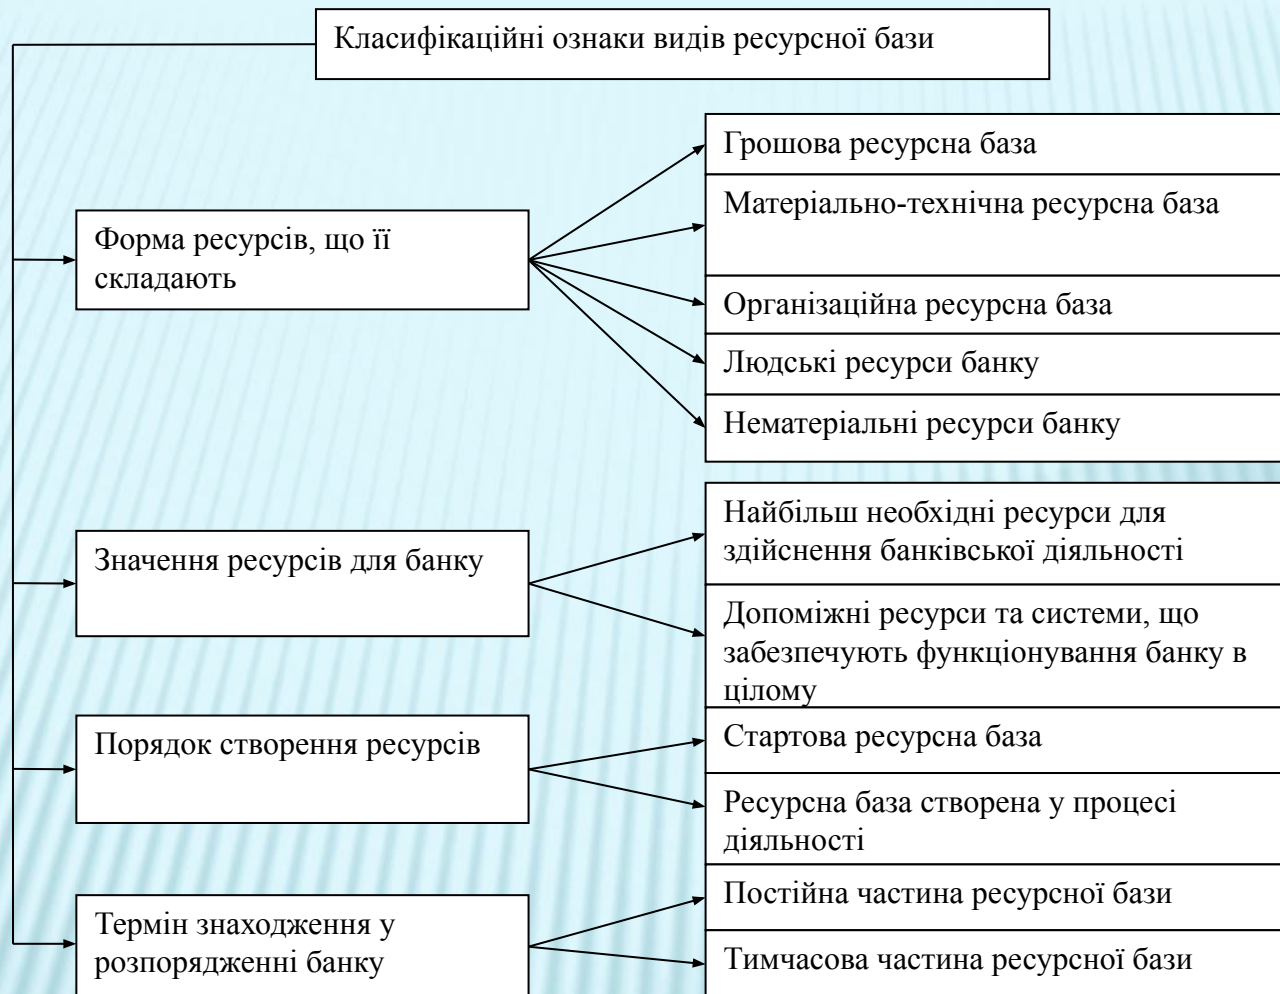 Класифікаційні ознаки видів ресурсної бази
Форма ресурсів, що її
складають
Грошова ресурсна база
Матеріально-технічна ресурсна база
Організаційна ресурсна база
Людські ресурси банку
Нематеріальні ресурси банку
Значення ресурсів для банку
Найбільш необхідні ресурси для
здійснення банківської діяльності
Допоміжні ресурси та системи, що
забезпечують функціонування банку в
цілому
Порядок створення ресурсів
Стартова ресурсна база
Ресурсна база створена у процесі
діяльності
Термін знаходження у
розпорядженні банку
Постійна частина ресурсної бази
Тимчасова частина ресурсної бази